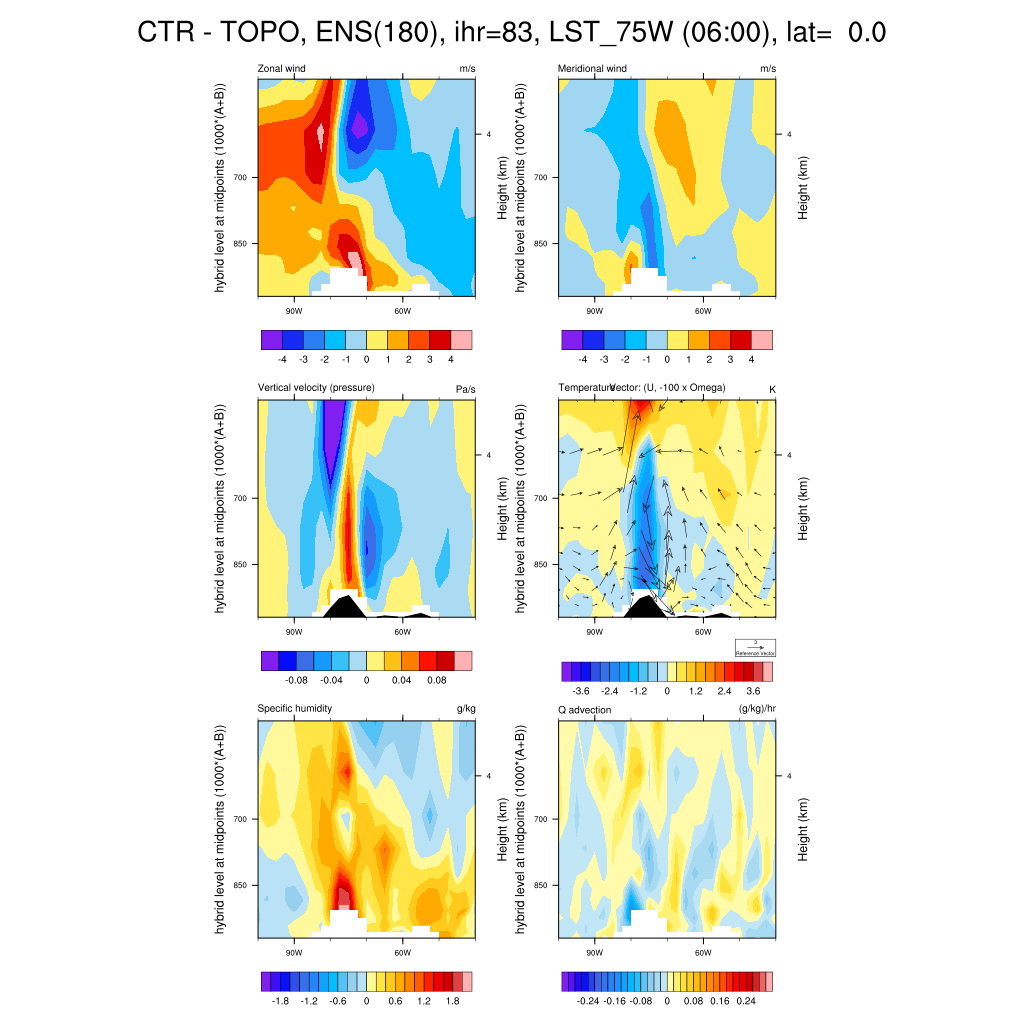 CTR - TOPO, ENS(180), ihr=83, LST_75W (06:00), lat= 0.0
Zonal wind m/s
hybrid level at midpoints (1000*(A+B))
700
850
4
Height (km)
90W 60W
-4 -3 -2 -1 0 1 2 3 4
Meridional wind m/s
hybrid level at midpoints (1000*(A+B))
700
850
4
Height (km)
90W 60W
-4 -3 -2 -1 0 1 2 3 4
Vertical velocity (pressure) Pa/s
hybrid level at midpoints (1000*(A+B))
700
850
4
Height (km)
90W 60W
-0.08 -0.04 0 0.04 0.08
Temperature Vector: (U, -100 x Omega) K
hybrid level at midpoints (1000*(A+B))
700
850
4
Height (km)
90W 60W
3
Reference Vector
-3.6 -2.4 -1.2 0 1.2 2.4 3.6
Specific humidity g/kg
hybrid level at midpoints (1000*(A+B))
700
850
4
Height (km)
90W 60W
-1.8 -1.2 -0.6 0 0.6 1.2 1.8
Q advection (g/kg)/hr
hybrid level at midpoints (1000*(A+B))
700
850
4
Height (km)
90W 60W
-0.24 -0.16 -0.08 0 0.08 0.16 0.24